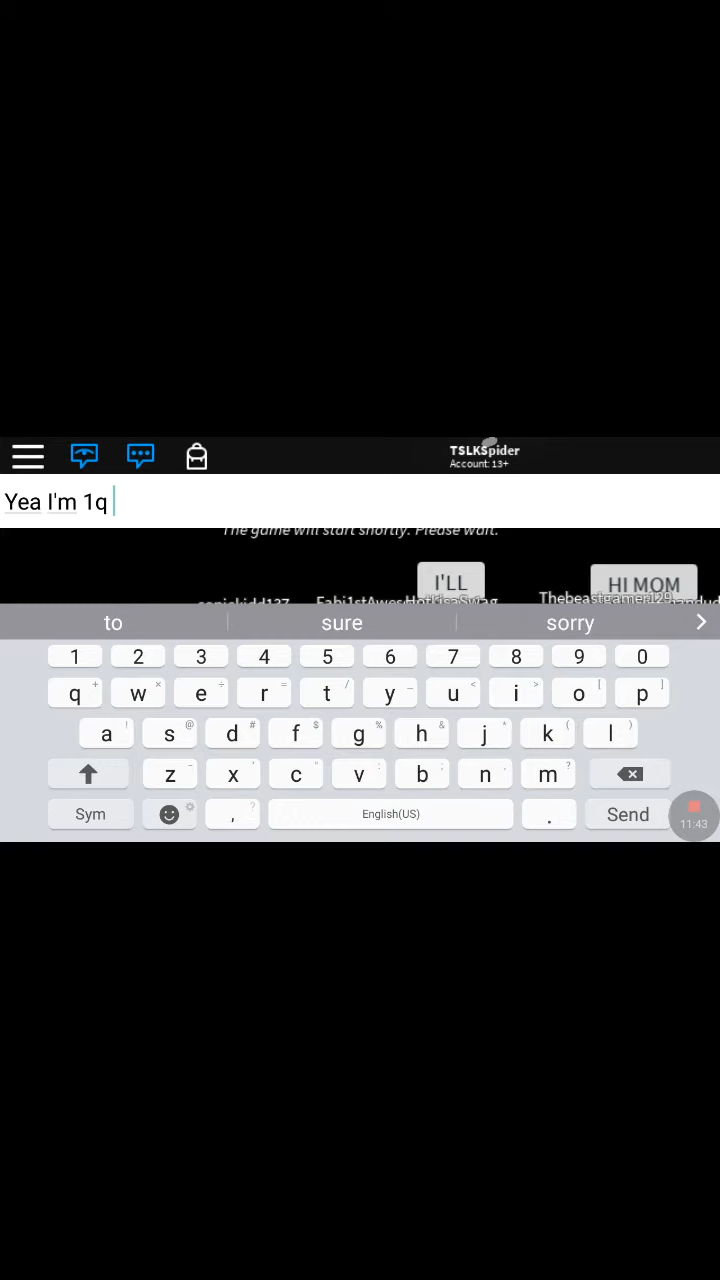 TSLKSpider
Account: 13+
Yea I'm 1q
The game will start shortly. Please wait.
I'LL
HI MOM
Thebeastgamer129
to sure sorry
1 2 3 4 5 6 7 8 9 0
q w e r t y u i o p
a s d f g h j k l
z x c v b n m
Sym , English(US) . Send
11:43